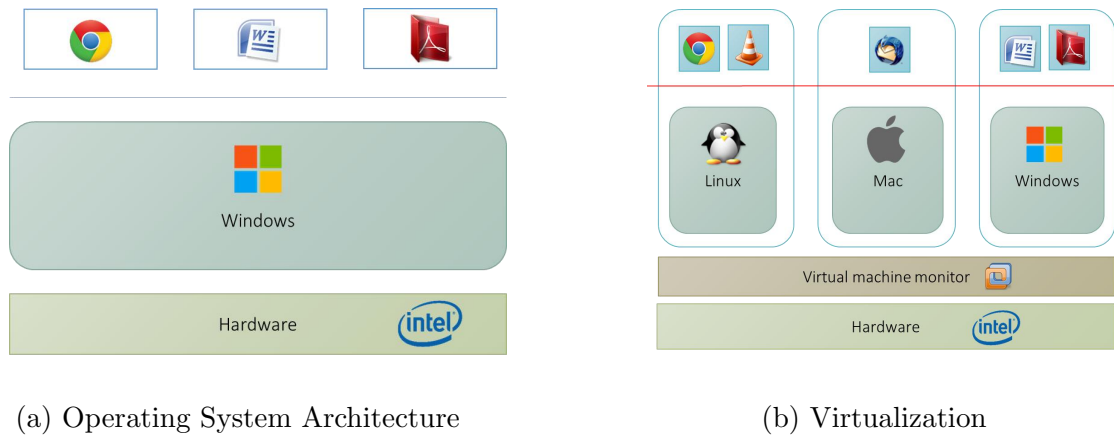 Windows
Hardware
intel
(a) Operating System Architecture
Linux
Mac
Windows
Virtual machine monitor
Hardware
intel
(b) Virtualization